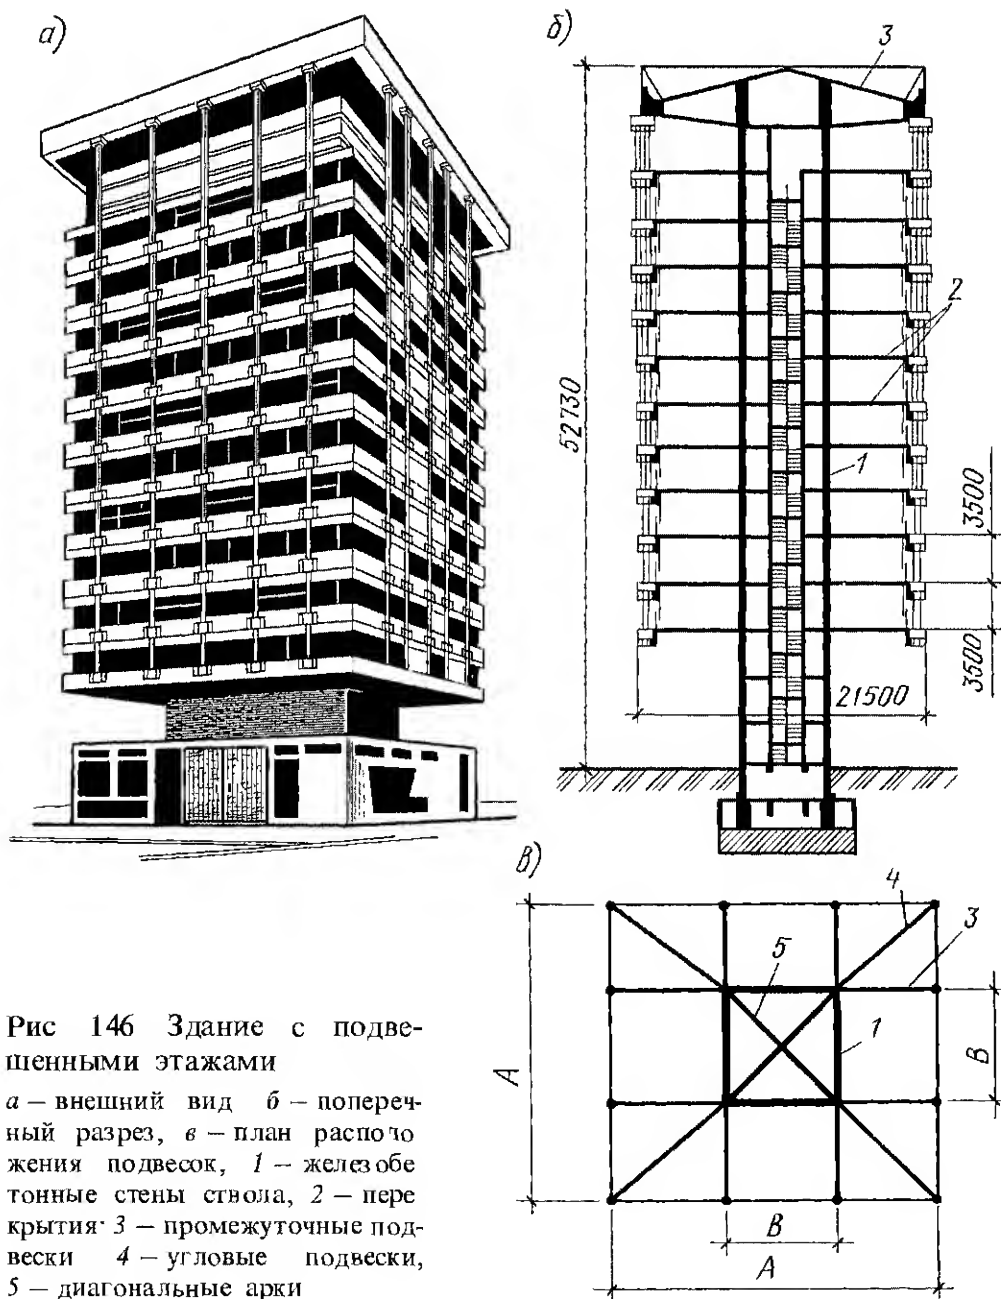 а)
б)
3
2
52730
1
3500
3500
21500
в)
4
3
5
1
А
В
В
А
Рис 146 Здание с подве-
шенными этажами
а — внешний вид б — попереч-
ный разрез, в — план располо
жения подвесок, 1 — железобе
тонные стены ствола, 2 — пере
крытия· 3 — промежуточные под-
вески 4 — угловые подвески,
5 — диагональные арки